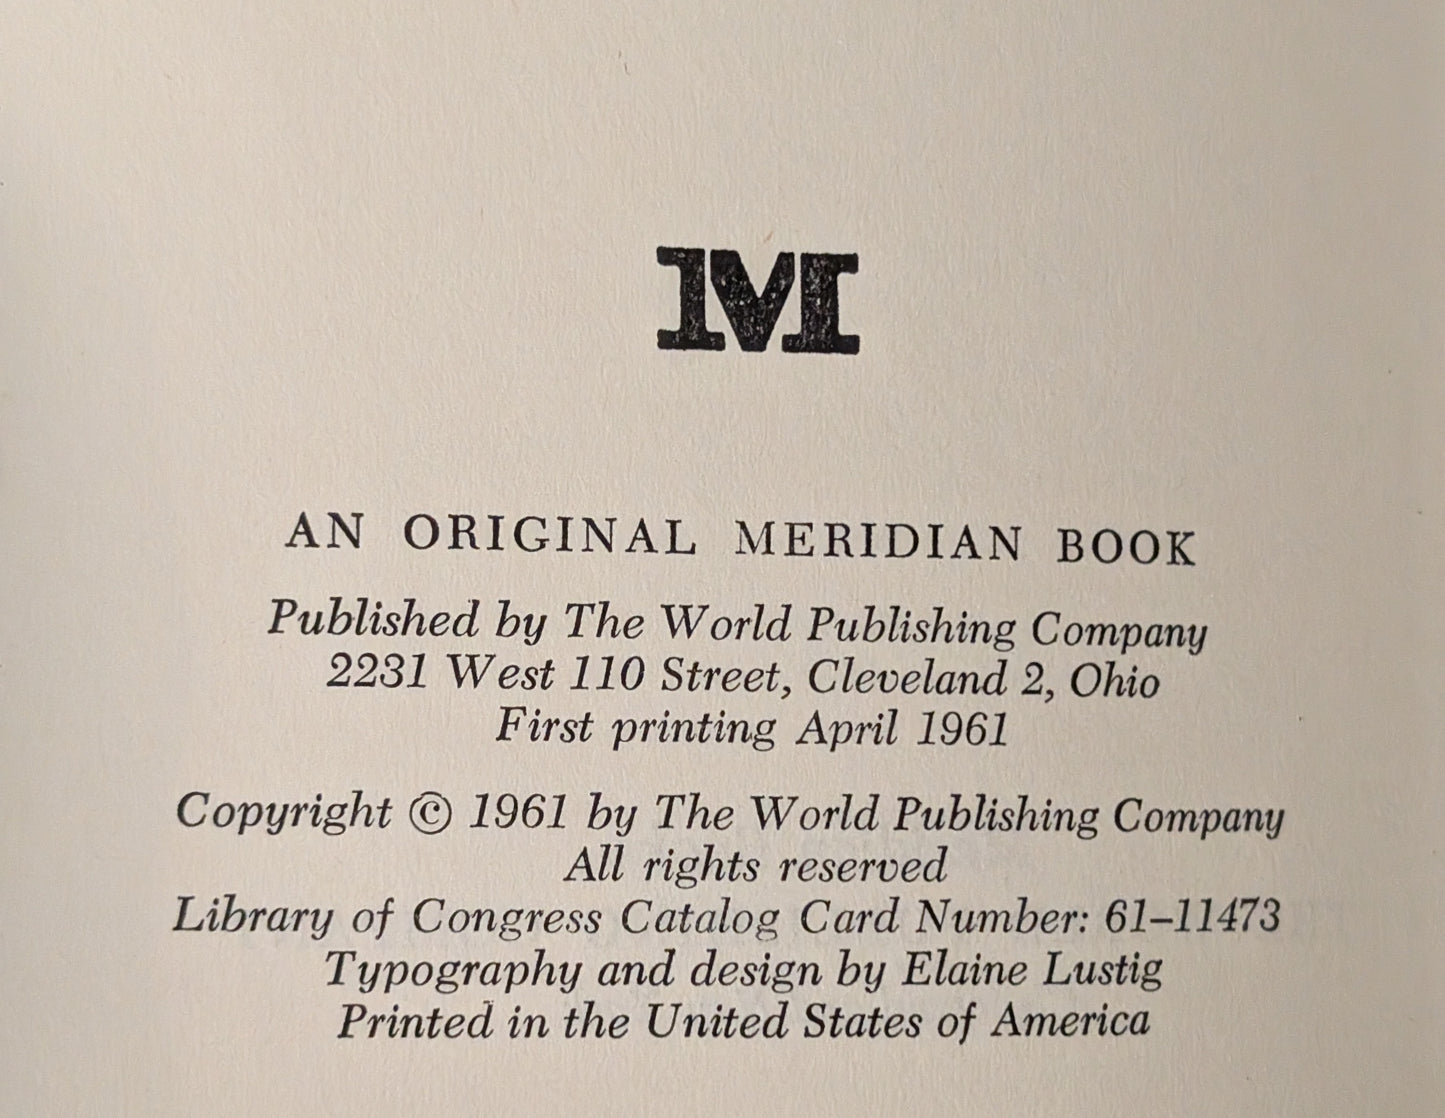 M
AN ORIGINAL MERIDIAN BOOK
Published by The World Publishing Company
2231 West 110 Street, Cleveland 2, Ohio
First printing April 1961
Copyright © 1961 by The World Publishing Company
All rights reserved
Library of Congress Catalog Card Number: 61–11473
Typography and design by Elaine Lustig
Printed in the United States of America